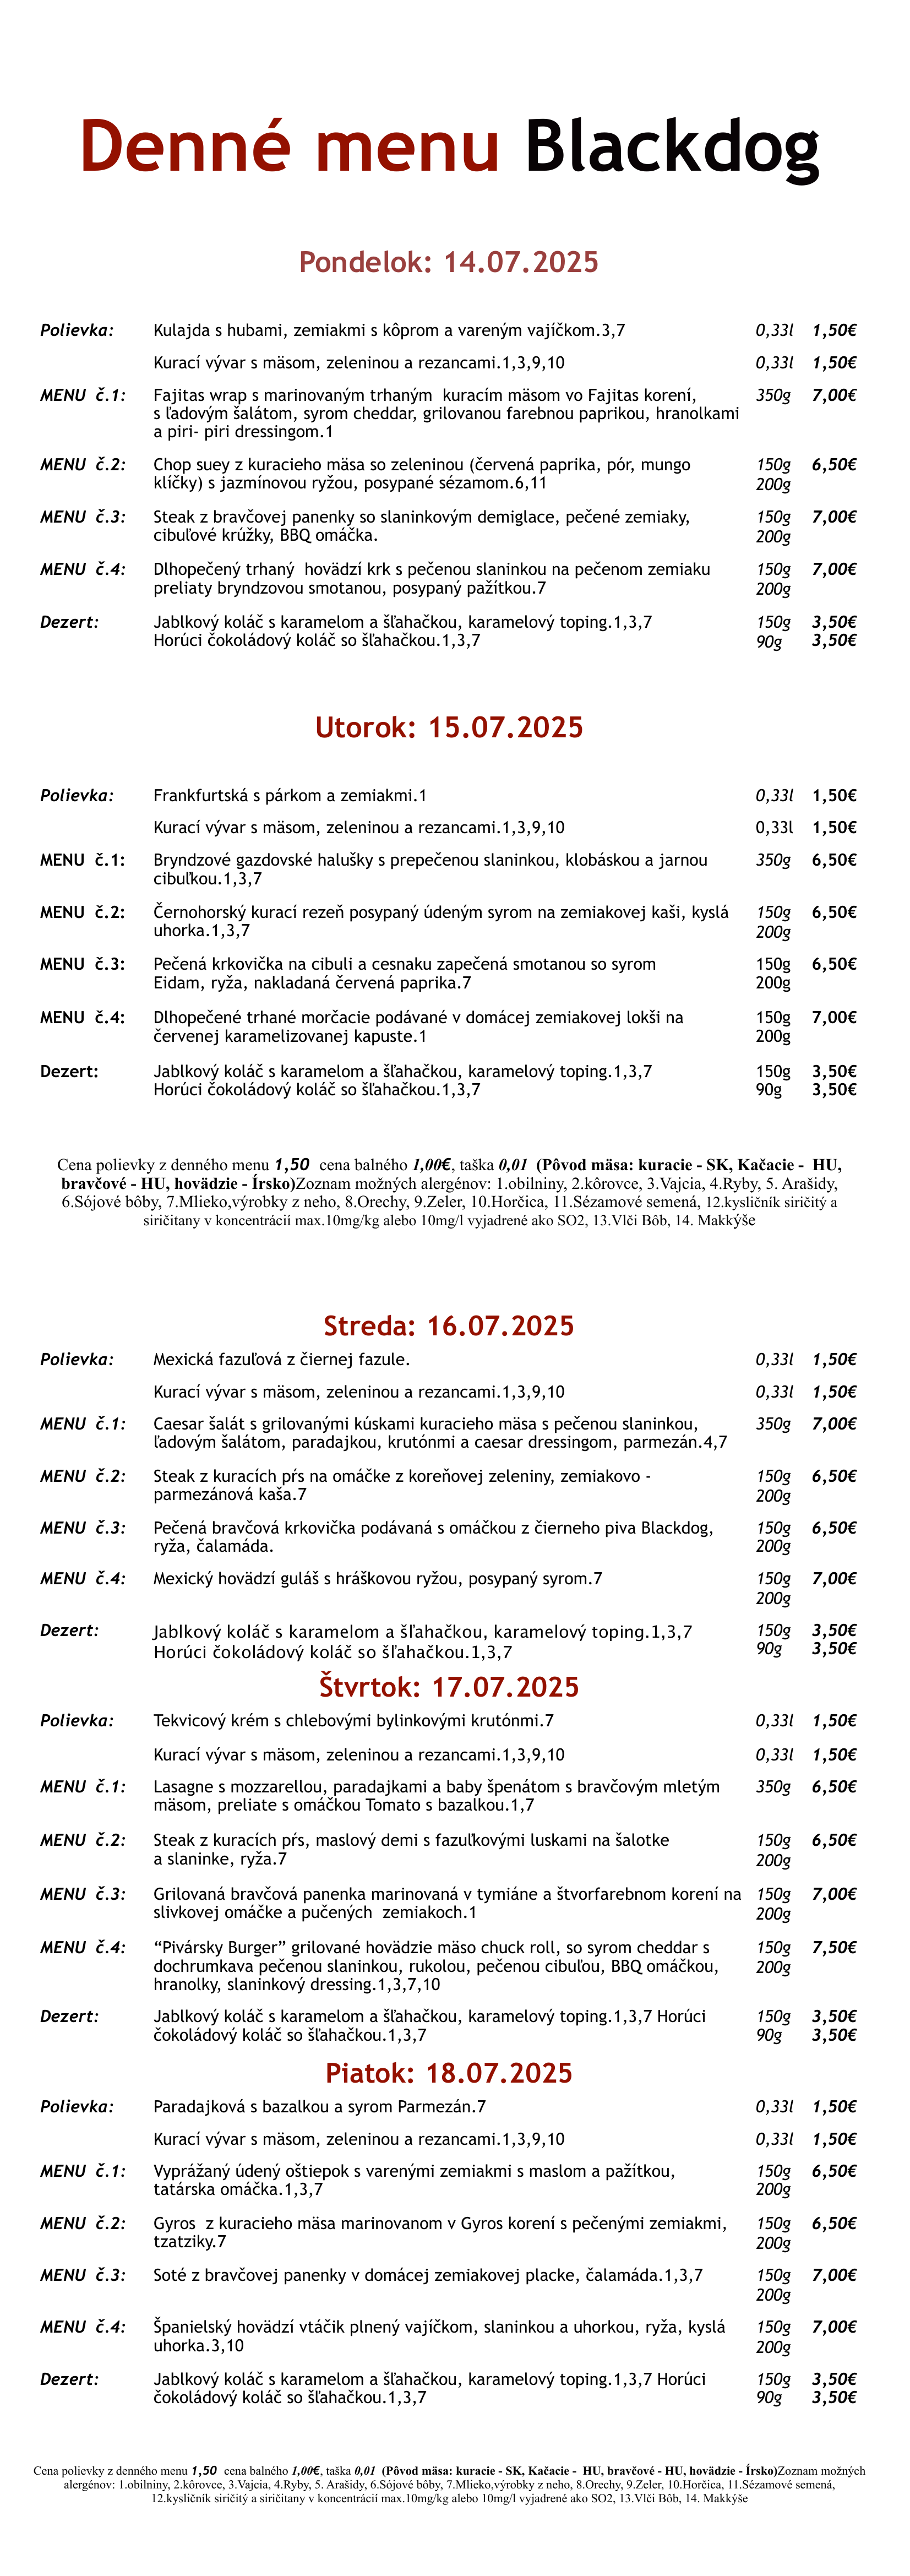 Denné menu Blackdog
Pondelok: 14.07.2025
Polievka: Kulajda s hubami, zemiakmi s kôprom a vareným vajíčkom.3,7 0,33l 1,50€
Kurací vývar s mäsom, zeleninou a rezancami.1,3,9,10 0,33l 1,50€
MENU č.1: Fajitas wrap s marinovaným trhaným kuracím mäsom vo Fajitas korení, 350g 7,00€
s ľadovým šalátom, syrom cheddar, grilovanou farebnou paprikou, hranolkami
a piri- piri dressingom.1
MENU č.2: Chop suey z kuracieho mäsa so zeleninou (červená paprika, pór, mungo 150g 6,50€
klíčky) s jazmínovou ryžou, posypané sézamom.6,11 200g
MENU č.3: Steak z bravčovej panenky so slaninkovým demiglace, pečené zemiaky, 150g 7,00€
cibuľové krúžky, BBQ omáčka. 200g
MENU č.4: Dlhopečený trhaný hovädzí krk s pečenou slaninkou na pečenom zemiaku 150g 7,00€
preliaty bryndzovou smotanou, posypaný pažítkou.7 200g
Dezert: Jablkový koláč s karamelom a šľahačkou, karamelový toping.1,3,7 150g 3,50€
Horúci čokoládový koláč so šľahačkou.1,3,7 90g 3,50€
Utorok: 15.07.2025
Polievka: Frankfurtská s párkom a zemiakmi.1 0,33l 1,50€
Kurací vývar s mäsom, zeleninou a rezancami.1,3,9,10 0,33l 1,50€
MENU č.1: Bryndzové gazdovské halušky s prepečenou slaninkou, klobáskou a jarnou 350g 6,50€
cibuľkou.1,3,7
MENU č.2: Černohorský kurací rezeň posypaný údeným syrom na zemiakovej kaši, kyslá 150g 6,50€
uhorka.1,3,7 200g
MENU č.3: Pečená krkovička na cibuli a cesnaku zapečená smotanou so syrom 150g 6,50€
Eidam, ryža, nakladaná červená paprika.7 200g
MENU č.4: Dlhopečené trhané morčacie podávané v domácej zemiakovej lokši na 150g 7,00€
červenej karamelizovanej kapuste.1 200g
Dezert: Jablkový koláč s karamelom a šľahačkou, karamelový toping.1,3,7 150g 3,50€
Horúci čokoládový koláč so šľahačkou.1,3,7 90g 3,50€
Cena polievky z denného menu 1,50 cena balného 1,00€, taška 0,01 (Pôvod mäsa: kuracie - SK, Kačacie - HU,
bravčové - HU, hovädzie - Írsko)Zoznam možných alergénov: 1.obilniny, 2.kôrovce, 3.Vajcia, 4.Ryby, 5. Arašidy,
6.Sójové bôby, 7.Mlieko,výrobky z neho, 8.Orechy, 9.Zeler, 10.Horčica, 11.Sézamové semená, 12.kysličník siričitý a
siričitany v koncentrácií max.10mg/kg alebo 10mg/l vyjadrené ako SO2, 13.Vlči Bôb, 14. Makkýše
Streda: 16.07.2025
Polievka: Mexická fazuľová z čiernej fazule. 0,33l 1,50€
Kurací vývar s mäsom, zeleninou a rezancami.1,3,9,10 0,33l 1,50€
MENU č.1: Caesar šalát s grilovanými kúskami kuracieho mäsa s pečenou slaninkou, 350g 7,00€
ľadovým šalátom, paradajkou, krutónmi a caesar dressingom, parmezán.4,7
MENU č.2: Steak z kuracích pŕs na omáčke z koreňovej zeleniny, zemiakovo - 150g 6,50€
parmezánová kaša.7 200g
MENU č.3: Pečená bravčová krkovička podávaná s omáčkou z čierneho piva Blackdog, 150g 6,50€
ryža, čalamáda. 200g
MENU č.4: Mexický hovädzí guláš s hráškovou ryžou, posypaný syrom.7 150g 7,00€
200g
Dezert: Jablkový koláč s karamelom a šľahačkou, karamelový toping.1,3,7 150g 3,50€
Horúci čokoládový koláč so šľahačkou.1,3,7 90g 3,50€
Štvrtok: 17.07.2025
Polievka: Tekvicový krém s chlebovými bylinkovými krutónmi.7 0,33l 1,50€
Kurací vývar s mäsom, zeleninou a rezancami.1,3,9,10 0,33l 1,50€
MENU č.1: Lasagne s mozzarellou, paradajkami a baby špenátom s bravčovým mletým 350g 6,50€
mäsom, preliate s omáčkou Tomato s bazalkou.1,7
MENU č.2: Steak z kuracích pŕs, maslový demi s fazuľkovými luskami na šalotke 150g 6,50€
a slaninke, ryža.7 200g
MENU č.3: Grilovaná bravčová panenka marinovaná v tymiáne a štvorfarebnom korení na 150g 7,00€
slivkovej omáčke a pučených zemiakoch.1 200g
MENU č.4: “Pivársky Burger” grilované hovädzie mäso chuck roll, so syrom cheddar s 150g 7,50€
dochrumkava pečenou slaninkou, rukolou, pečenou cibuľou, BBQ omáčkou, 200g
hranolky, slaninkový dressing.1,3,7,10
Dezert: Jablkový koláč s karamelom a šľahačkou, karamelový toping.1,3,7 Horúci 150g 3,50€
čokoládový koláč so šľahačkou.1,3,7 90g 3,50€
Piatok: 18.07.2025
Polievka: Paradajková s bazalkou a syrom Parmezán.7 0,33l 1,50€
Kurací vývar s mäsom, zeleninou a rezancami.1,3,9,10 0,33l 1,50€
MENU č.1: Vyprážaný údený oštiepok s varenými zemiakmi s maslom a pažítkou, 150g 6,50€
tatárska omáčka.1,3,7 200g
MENU č.2: Gyros z kuracieho mäsa marinovanom v Gyros korení s pečenými zemiakmi, 150g 6,50€
tzatziky.7 200g
MENU č.3: Soté z bravčovej panenky v domácej zemiakovej placke, čalamáda.1,3,7 150g 7,00€
200g
MENU č.4: Španielský hovädzí vtáčik plnený vajíčkom, slaninkou a uhorkou, ryža, kyslá 150g 7,00€
uhorka.3,10 200g
Dezert: Jablkový koláč s karamelom a šľahačkou, karamelový toping.1,3,7 Horúci 150g 3,50€
čokoládový koláč so šľahačkou.1,3,7 90g 3,50€
Cena polievky z denného menu 1,50 cena balného 1,00€, taška 0,01 (Pôvod mäsa: kuracie - SK, Kačacie - HU, bravčové - HU, hovädzie - Írsko)Zoznam možných
alergénov: 1.obilniny, 2.kôrovce, 3.Vajcia, 4.Ryby, 5. Arašidy, 6.Sójové bôby, 7.Mlieko,výrobky z neho, 8.Orechy, 9.Zeler, 10.Horčica, 11.Sézamové semená,
12.kysličník siričitý a siričitany v koncentrácií max.10mg/kg alebo 10mg/l vyjadrené ako SO2, 13.Vlči Bôb, 14. Makkýše